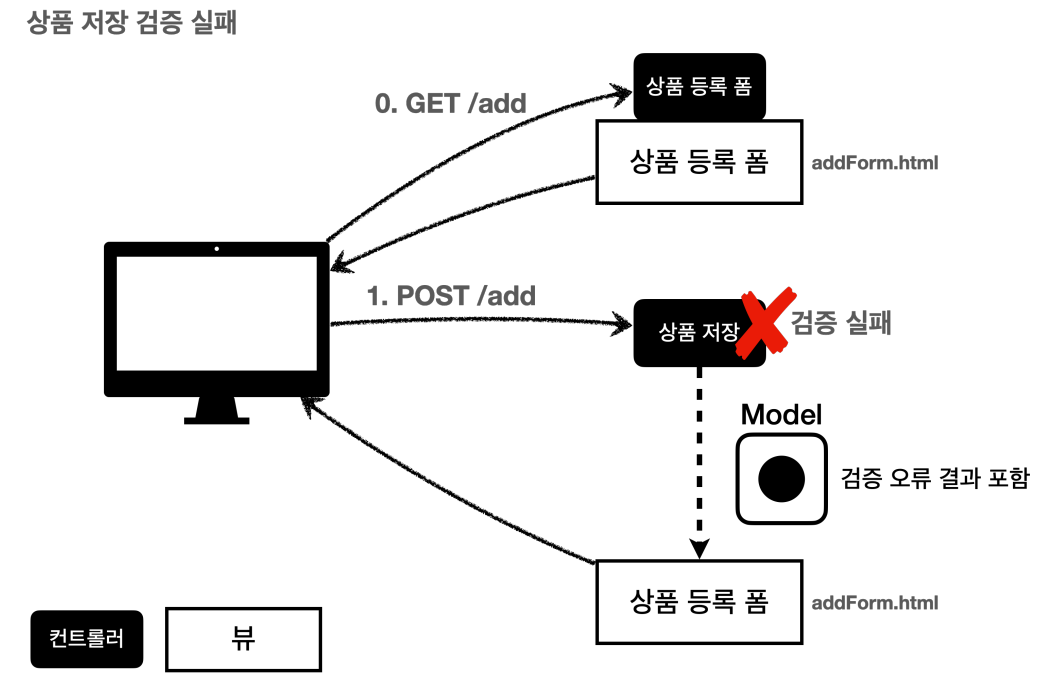 상품 저장 검증 실패
0. GET /add
상품 등록 폼
상품 등록 폼
addForm.html
1. POST /add
상품 저장
검증 실패
Model
검증 오류 결과 포함
상품 등록 폼
addForm.html
컨트롤러
뷰